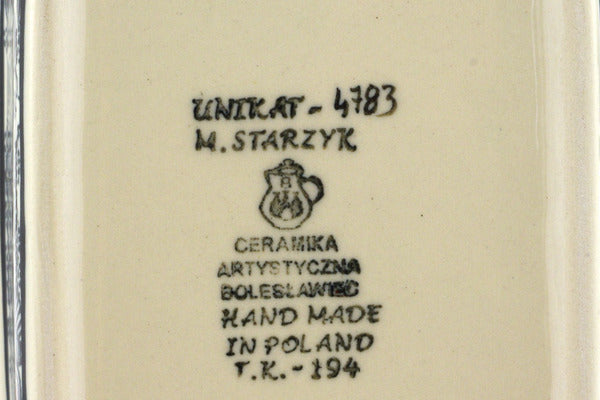 UNIKAT - 4783
M. STARZYK
CERAMIKA
ARTYSTYCZNA
BOLESŁAWIEC
HAND MADE
IN POLAND
T.K. - 194